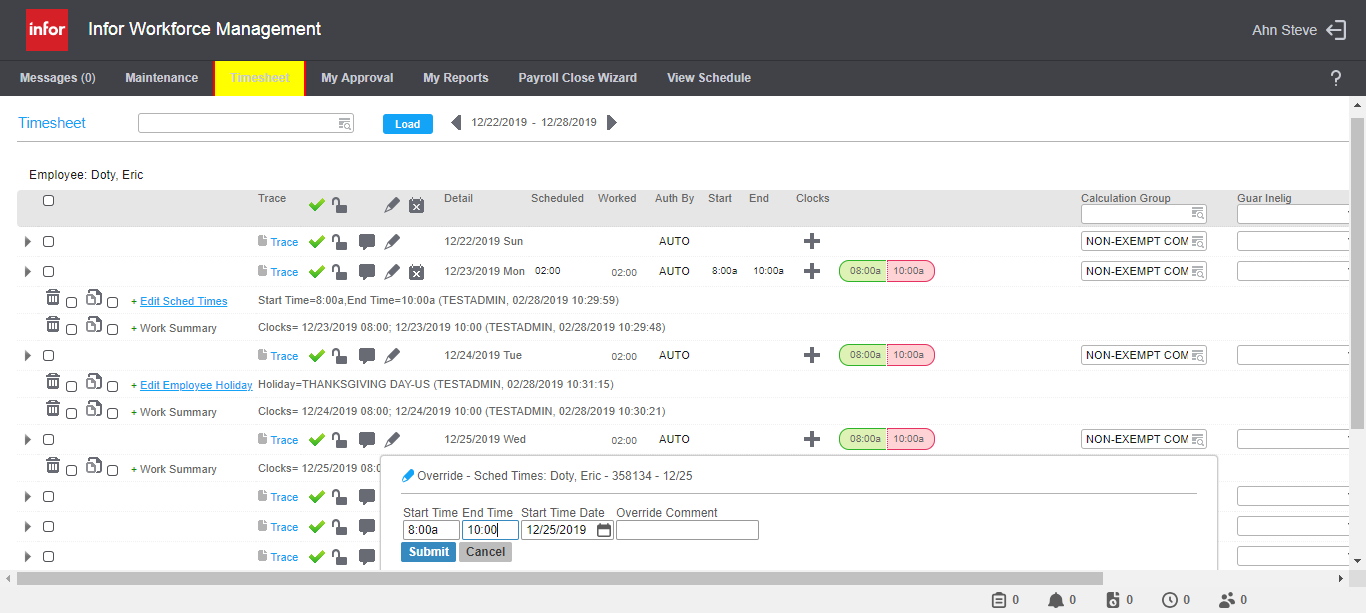 infor Infor Workforce Management Ahn Steve
Messages (0) Maintenance Timesheet My Approval My Reports Payroll Close Wizard View Schedule ?
Timesheet Load 12/22/2019 - 12/28/2019
Employee: Doty, Eric
Trace Detail Scheduled Worked Auth By Start End Clocks Calculation Group Guar Inelig
Trace 12/22/2019 Sun AUTO NON-EXEMPT COM
Trace 12/23/2019 Mon 02:00 02:00 AUTO 8:00a 10:00a 08:00a 10:00a NON-EXEMPT COM
+ Edit Sched Times Start Time=8:00a,End Time=10:00a (TESTADMIN, 02/28/2019 10:29:59)
+ Work Summary Clocks= 12/23/2019 08:00; 12/23/2019 10:00 (TESTADMIN, 02/28/2019 10:29:48)
Trace 12/24/2019 Tue 02:00 AUTO 08:00a 10:00a NON-EXEMPT COM
+ Edit Employee Holiday Holiday=THANKSGIVING DAY-US (TESTADMIN, 02/28/2019 10:31:15)
+ Work Summary Clocks= 12/24/2019 08:00; 12/24/2019 10:00 (TESTADMIN, 02/28/2019 10:30:21)
Trace 12/25/2019 Wed 02:00 AUTO 08:00a 10:00a NON-EXEMPT COM
+ Work Summary Clocks= 12/25/2019 08:0
Override - Sched Times: Doty, Eric - 358134 - 12/25
Trace
Start Time End Time Start Time Date Override Comment
Trace 8:00a 10:00 12/25/2019
Trace Submit Cancel
0 0 0 0 0